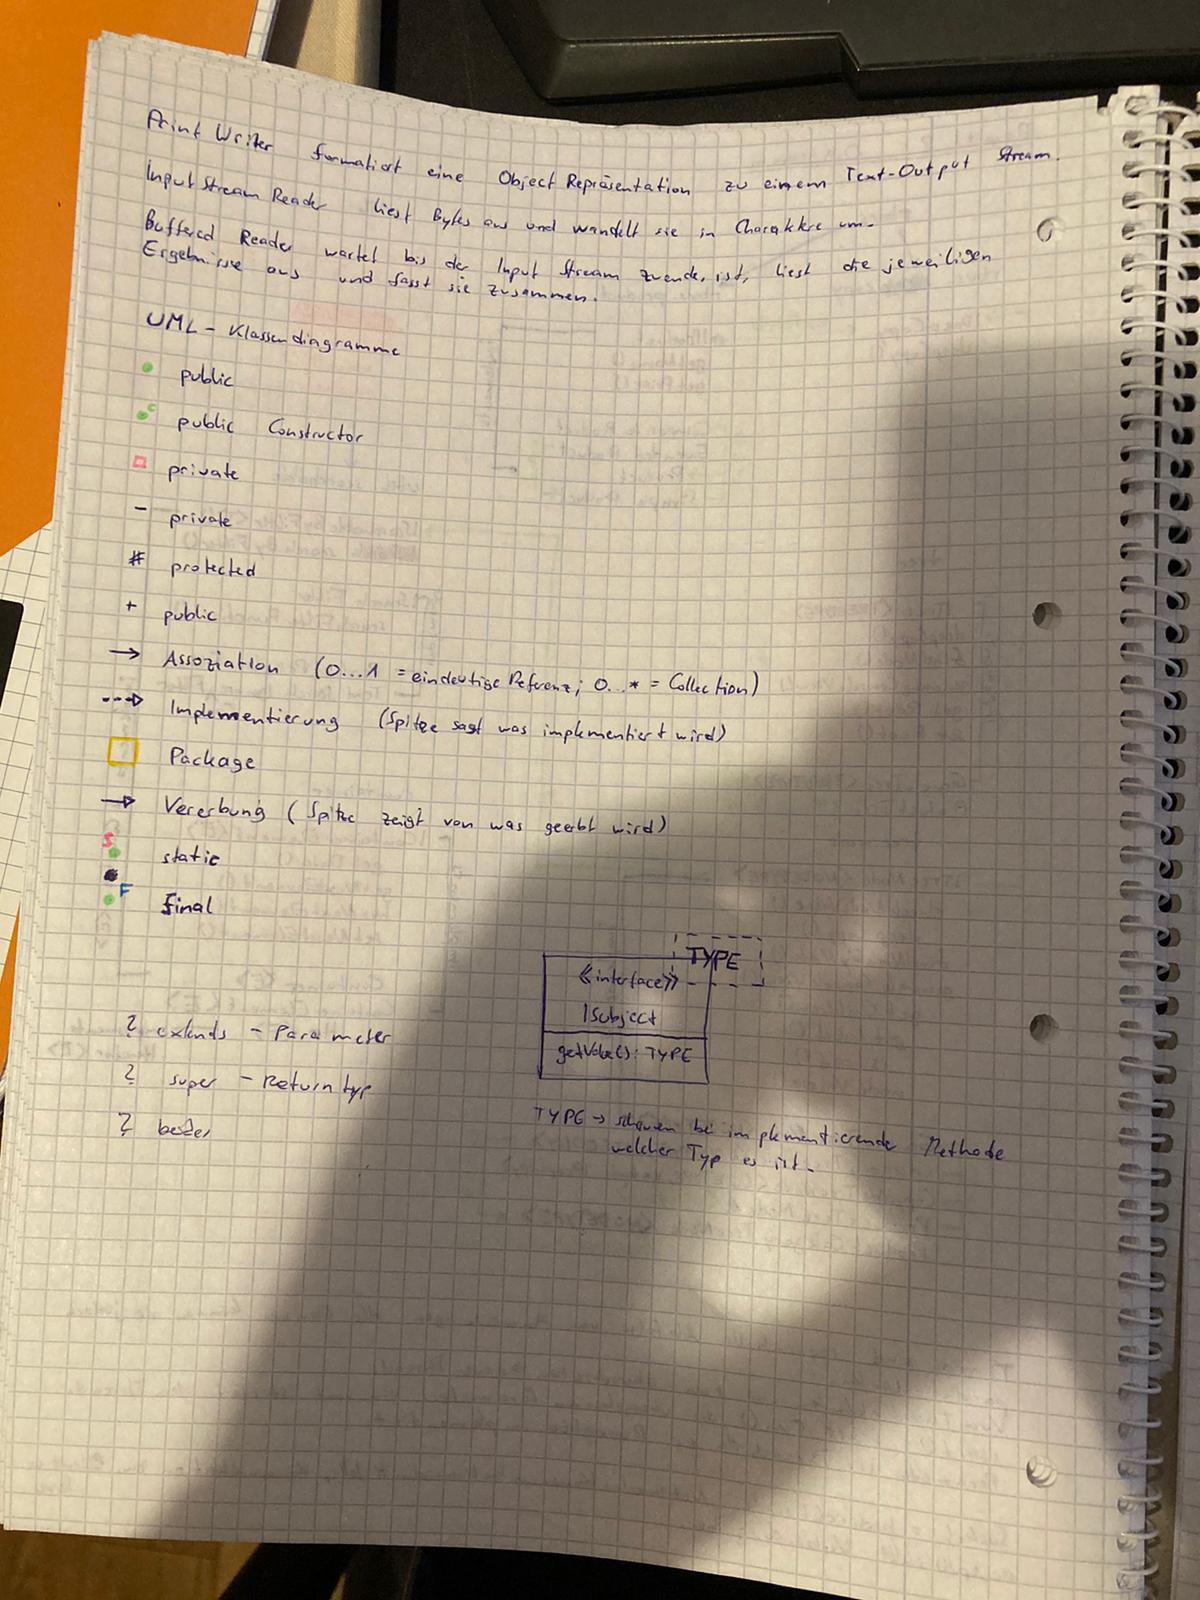 Print Writer formatiert eine Object Repräsentation zu einem Text-Output Stream.
Input Stream Reader liest Bytes aus und wandelt sie in Charaktere um.
Buffered Reader wartet bis der Input Stream zuende, ist, liest die jeweiligen
Ergebnisse aus und fasst sie zusammen.
UML - Klassendiagramme
public
C public Constructor
private
- private
# protected
+ public
→ Assoziation (0...1 = eindeutige Referenz; 0...* = Collection)
Implementierung (Spitze sagt was implementiert wird)
Package
Vererbung (Spitze zeigt von was geerbt wird)
S static
F final
TYPE
<<interface>>
ISubject
getValue(): TYPE
? extends - Parameter
? super - Returntyp
? beides
TYPE → schauen bei implementierende Methode
welcher Typ es ist.